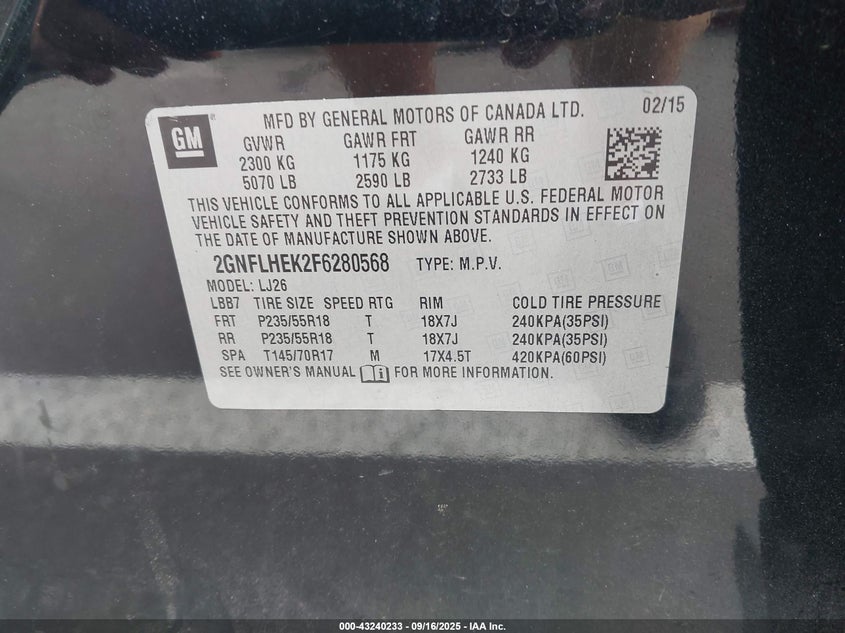 GM
MFD BY GENERAL MOTORS OF CANADA LTD. 02/15
GVWR GAWR FRT GAWR RR
2300 KG 1175 KG 1240 KG
5070 LB 2590 LB 2733 LB
THIS VEHICLE CONFORMS TO ALL APPLICABLE U.S. FEDERAL MOTOR
VEHICLE SAFETY AND THEFT PREVENTION STANDARDS IN EFFECT ON
THE DATE OF MANUFACTURE SHOWN ABOVE.
2GNFLHEK2F6280568 TYPE: M.P.V.
MODEL: LJ26
LBB7 TIRE SIZE SPEED RTG RIM COLD TIRE PRESSURE
FRT P235/55R18 T 18X7J 240KPA(35PSI)
RR P235/55R18 T 18X7J 240KPA(35PSI)
SPA T145/70R17 M 17X4.5T 420KPA(60PSI)
SEE OWNER'S MANUAL FOR MORE INFORMATION.
000-43240233 - 09/16/2025 - IAA Inc.